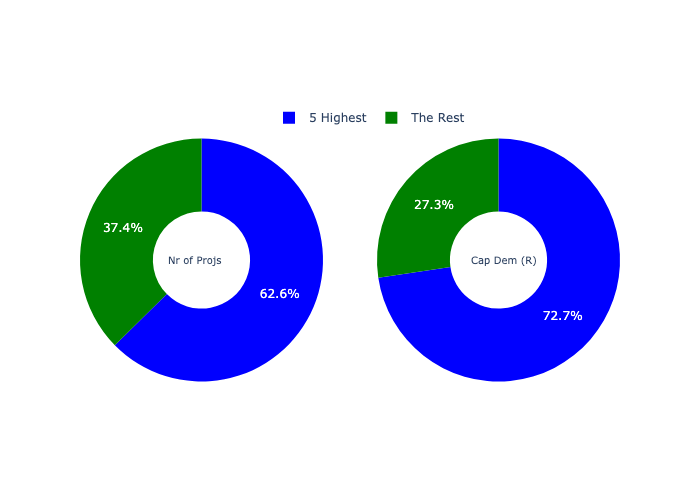 5 Highest The Rest
27.3%
37.4%
Nr of Projs
Cap Dem (R)
62.6%
72.7%